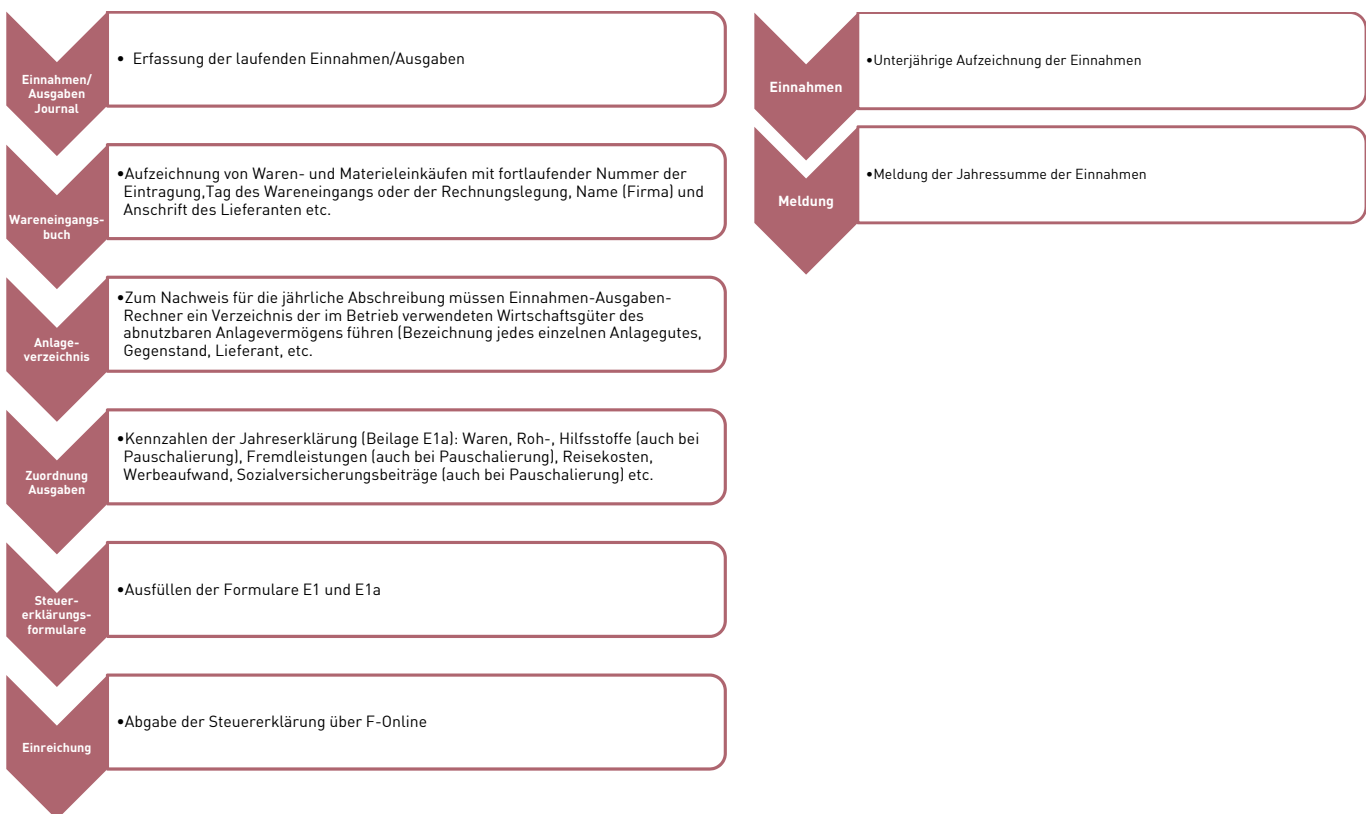 Einnahmen/
Ausgaben
Journal
• Erfassung der laufenden Einnahmen/Ausgaben
Wareneingangs-
buch
•Aufzeichnung von Waren- und Materieleinkäufen mit fortlaufender Nummer der
Eintragung,Tag des Wareneingangs oder der Rechnungslegung, Name (Firma) und
Anschrift des Lieferanten etc.
Anlage-
verzeichnis
•Zum Nachweis für die jährliche Abschreibung müssen Einnahmen-Ausgaben-
Rechner ein Verzeichnis der im Betrieb verwendeten Wirtschaftsgüter des
abnutzbaren Anlagevermögens führen (Bezeichnung jedes einzelnen Anlagegutes,
Gegenstand, Lieferant, etc.
Zuordnung
Ausgaben
•Kennzahlen der Jahreserklärung (Beilage E1a): Waren, Roh-, Hilfsstoffe (auch bei
Pauschalierung), Fremdleistungen (auch bei Pauschalierung), Reisekosten,
Werbeaufwand, Sozialversicherungsbeiträge (auch bei Pauschalierung) etc.
Steuer-
erklärungs-
formulare
•Ausfüllen der Formulare E1 und E1a
Einreichung
•Abgabe der Steuererklärung über F-Online
Einnahmen
•Unterjährige Aufzeichnung der Einnahmen
Meldung
•Meldung der Jahressumme der Einnahmen